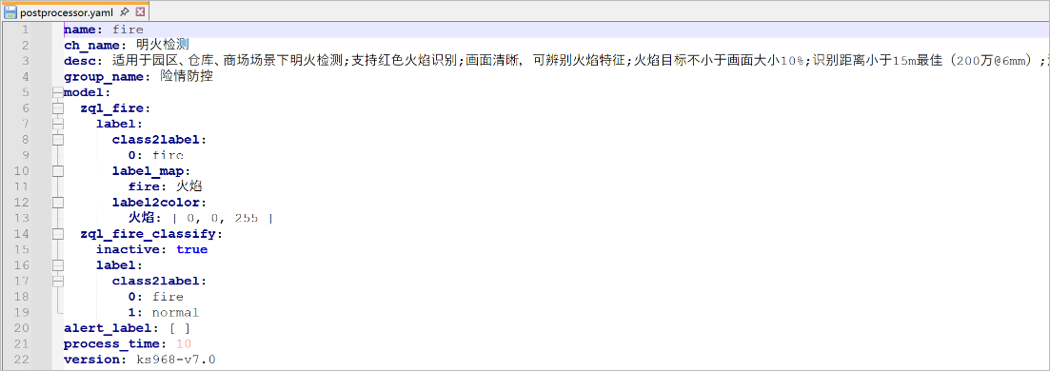 postprocessor.yaml
1 name: fire
2 ch_name: 明火检测
3 desc: 适用于园区、仓库、商场场景下明火检测;支持红色火焰识别;画面清晰，可辨别火焰特征;火焰目标不小于画面大小10%;识别距离小于15m最佳（200万@6mm）;
4 group_name: 险情防控
5 model:
6 zql_fire:
7 label:
8 class2label:
9 0: fire
10 label_map:
11 fire: 火焰
12 label2color:
13 火焰: [ 0, 0, 255 ]
14 zql_fire_classify:
15 inactive: true
16 label:
17 class2label:
18 0: fire
19 1: normal
20 alert_label: [ ]
21 process_time: 10
22 version: ks968-v7.0